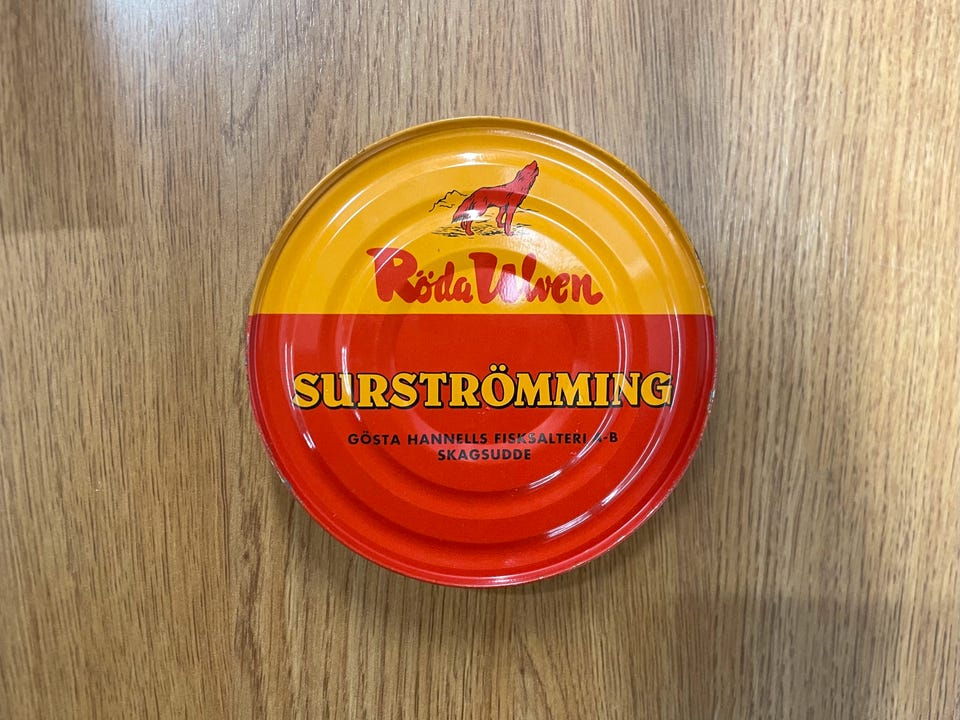 Röda Ulven
SURSTRÖMMING
GÖSTA HANNELLS FISKSALTERI A-B
SKAGSUDDE